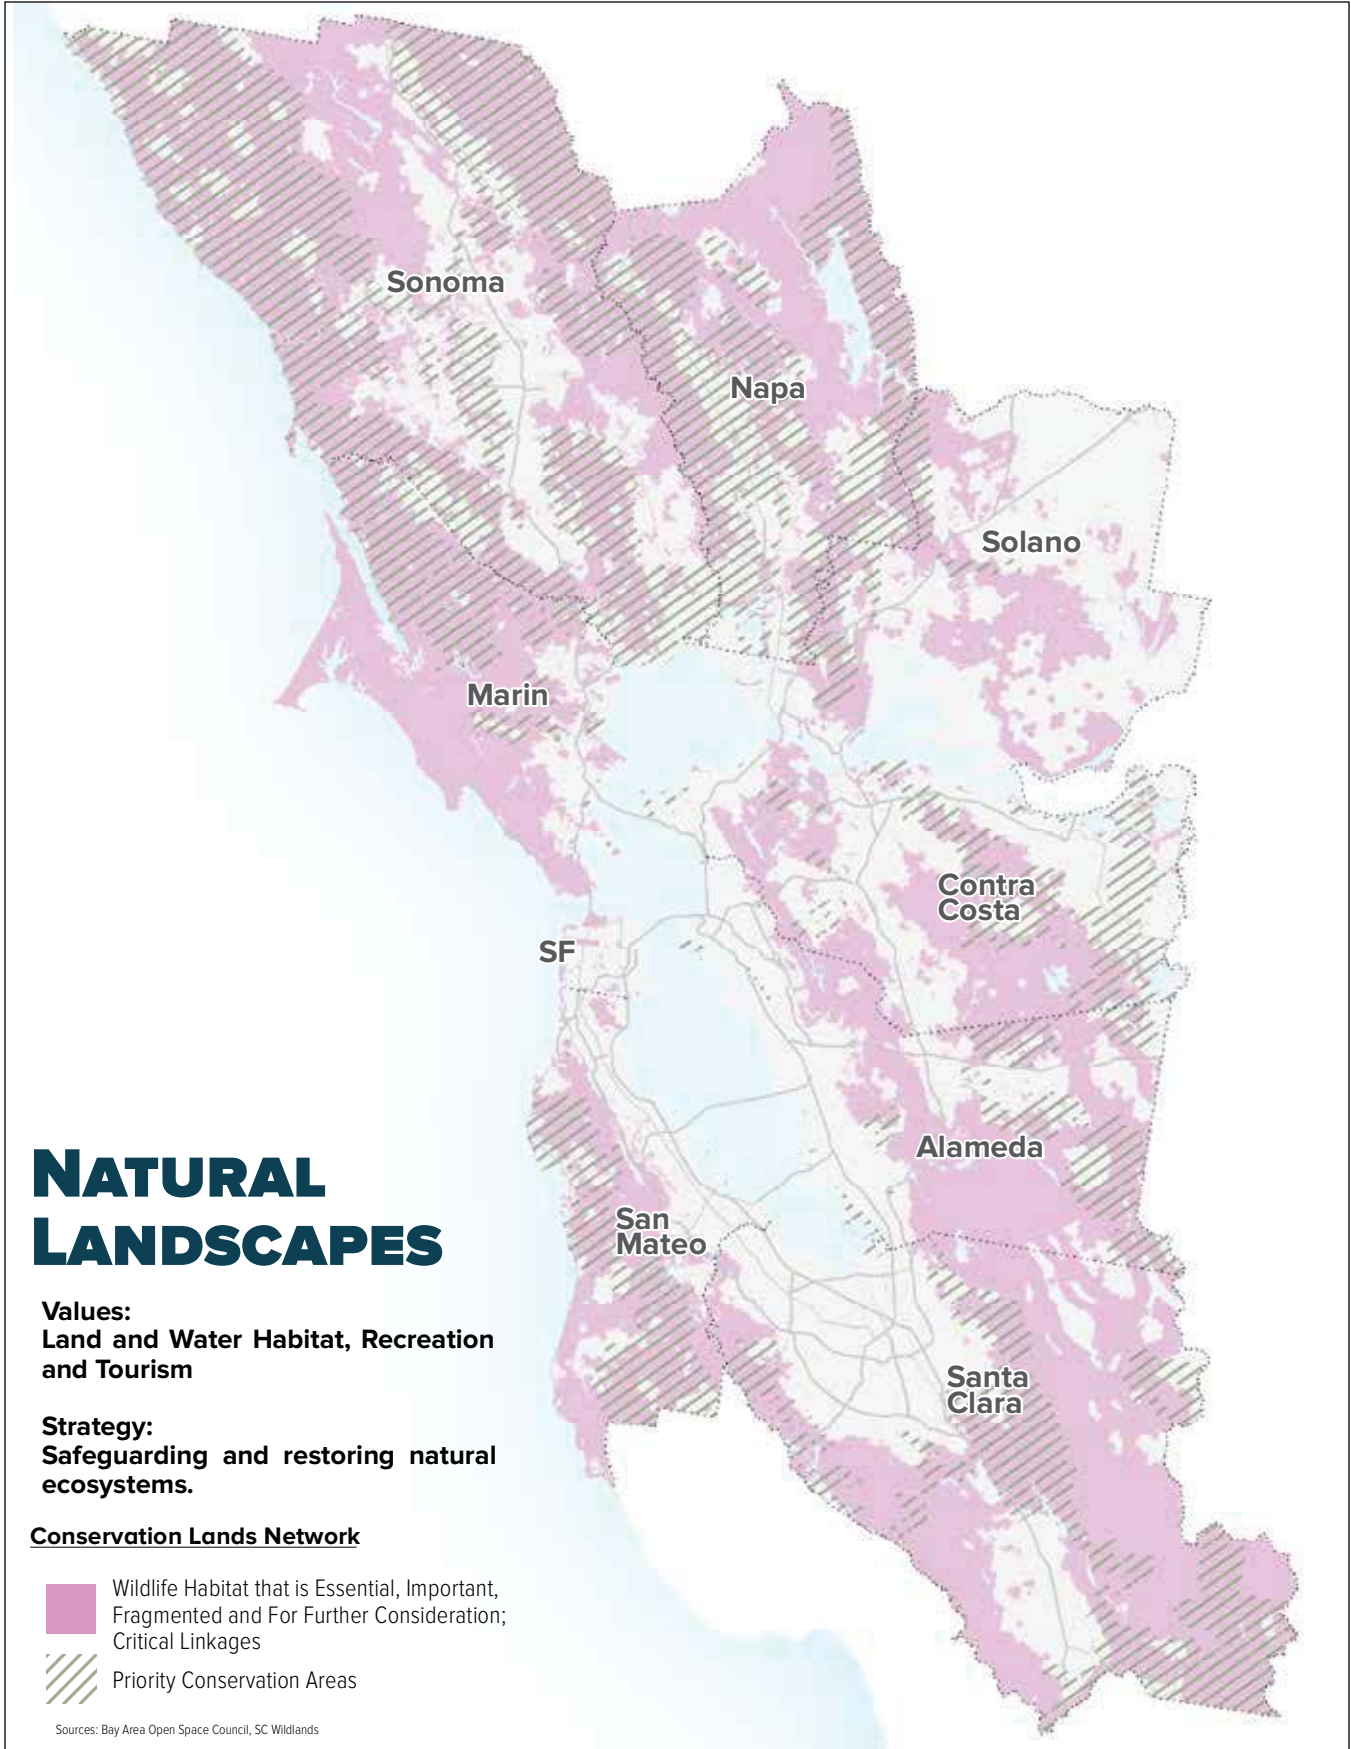 Sonoma
Napa
Solano
Marin
Contra
Costa
SF
Alameda
San
Mateo
Santa
Clara
NATURAL
LANDSCAPES
Values:
Land and Water Habitat, Recreation
and Tourism
Strategy:
Safeguarding and restoring natural
ecosystems.
Conservation Lands Network
Wildlife Habitat that is Essential, Important,
Fragmented and For Further Consideration;
Critical Linkages
Priority Conservation Areas
Sources: Bay Area Open Space Council, SC Wildlands